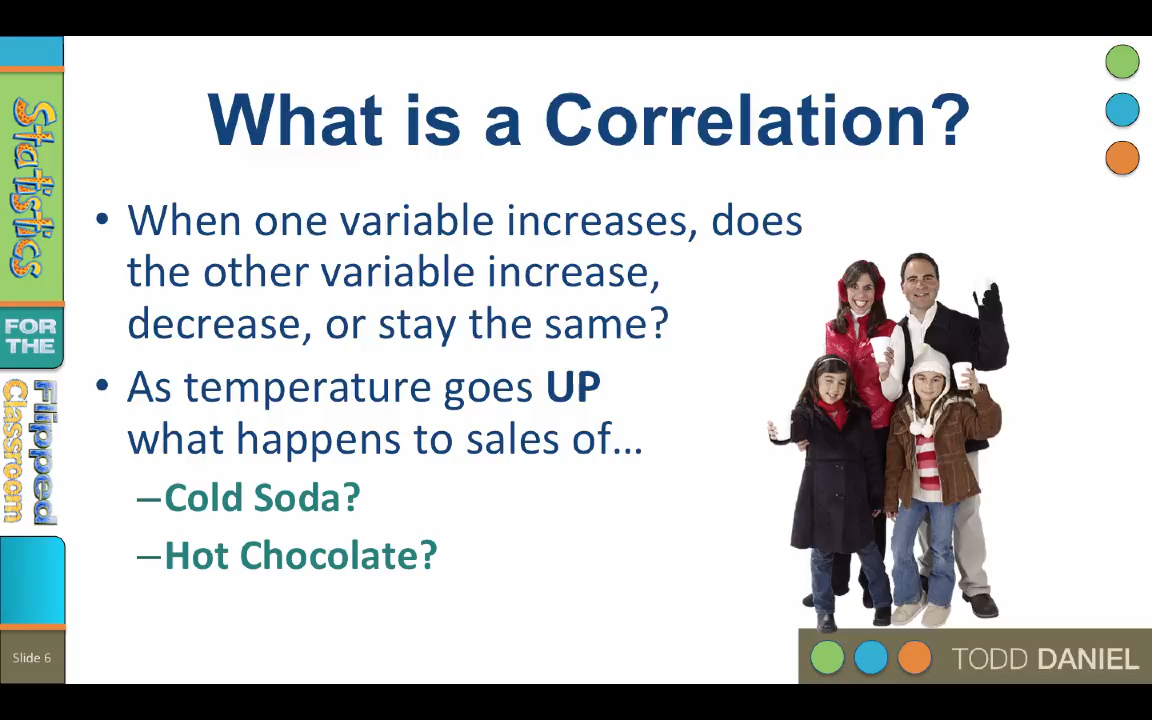 What is a Correlation?
• When one variable increases, does
the other variable increase,
decrease, or stay the same?
• As temperature goes UP
what happens to sales of...
–Cold Soda?
–Hot Chocolate?
Statistics
FOR
THE
Flipped
Classroom
Slide 6
TODD DANIEL